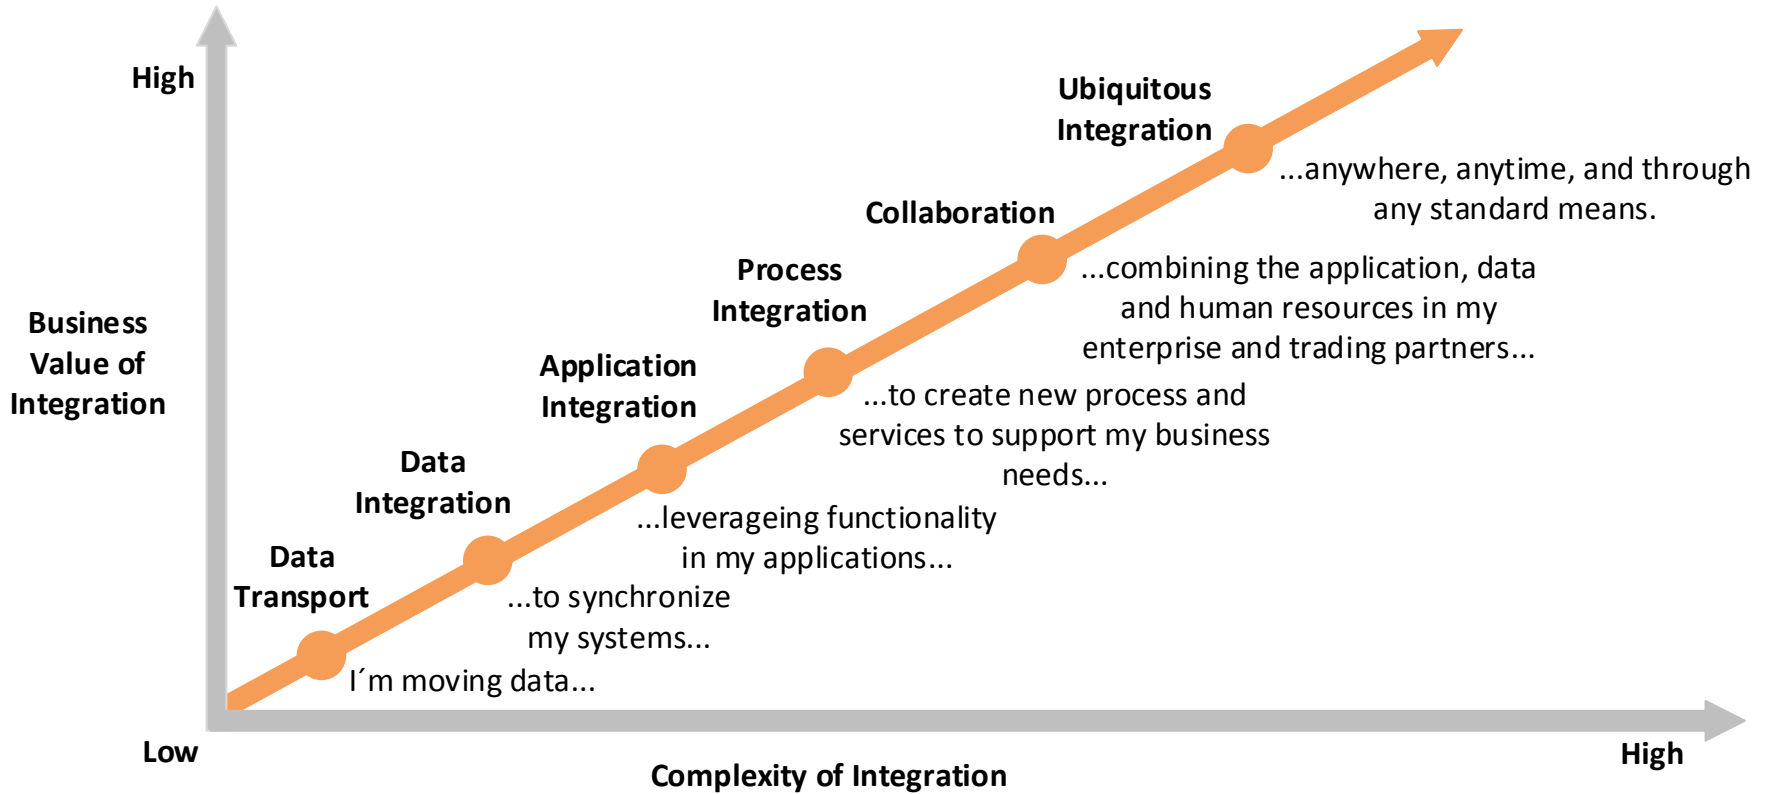 High
Business
Value of
Integration
Low
Complexity of Integration
High
Data
Transport
I´m moving data...
Data
Integration
...to synchronize
my systems...
Application
Integration
...leverageing functionality
in my applications...
Process
Integration
...to create new process and
services to support my business
needs...
Collaboration
...combining the application, data
and human resources in my
enterprise and trading partners...
Ubiquitous
Integration
...anywhere, anytime, and through
any standard means.